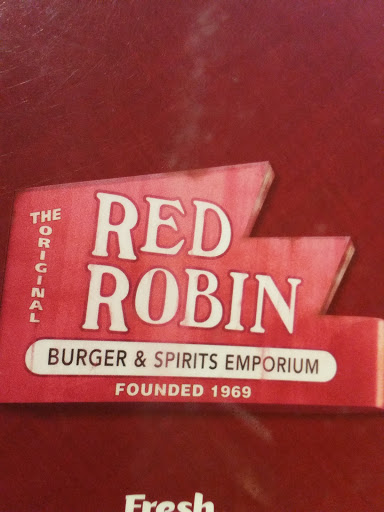 THE ORIGINAL
RED
ROBIN
BURGER & SPIRITS EMPORIUM
FOUNDED 1969
Fresh